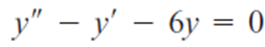 y″ − y′ − 6y = 0